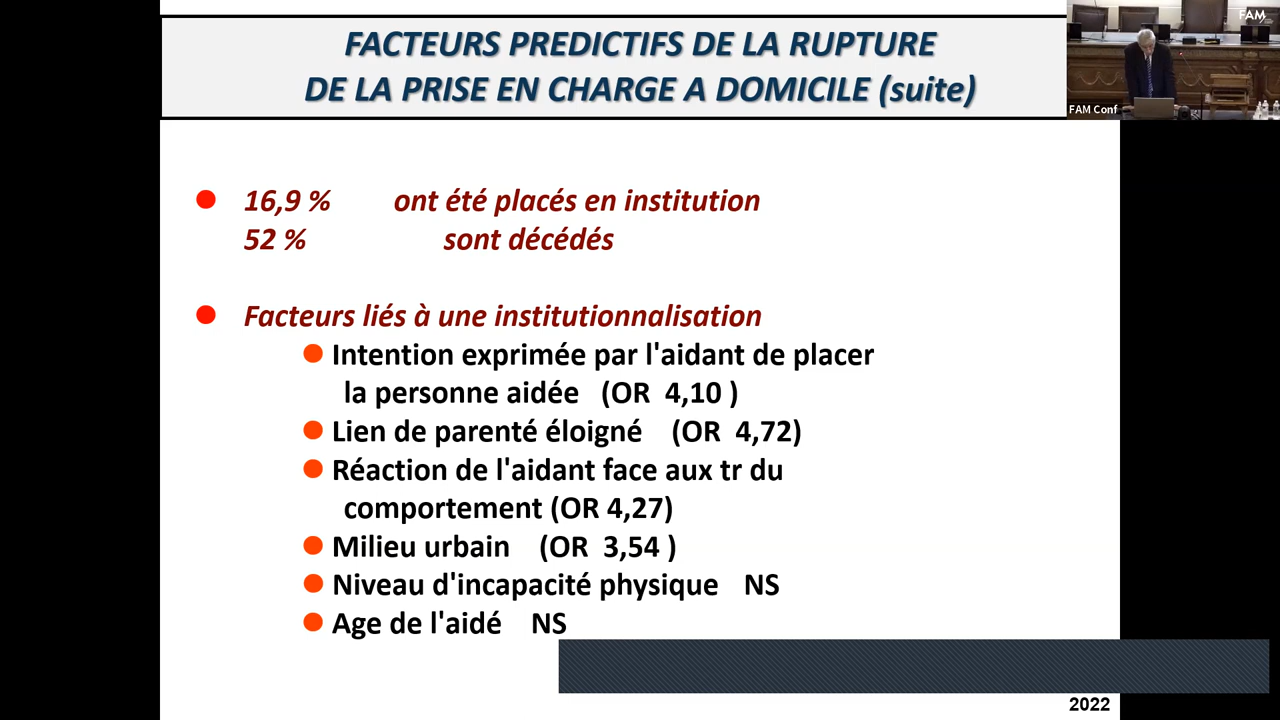 FACTEURS PREDICTIFS DE LA RUPTURE
DE LA PRISE EN CHARGE A DOMICILE (suite)
FAM
FAM Conf
16,9 % ont été placés en institution
52 % sont décédés
Facteurs liés à une institutionnalisation
Intention exprimée par l'aidant de placer
la personne aidée (OR 4,10 )
Lien de parenté éloigné (OR 4,72)
Réaction de l'aidant face aux tr du
comportement (OR 4,27)
Milieu urbain (OR 3,54 )
Niveau d'incapacité physique NS
Age de l'aidé NS
2022